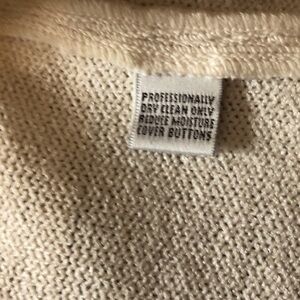 PROFESSIONALLY
DRY CLEAN ONLY
REDUCE MOISTURE
COVER BUTTONS